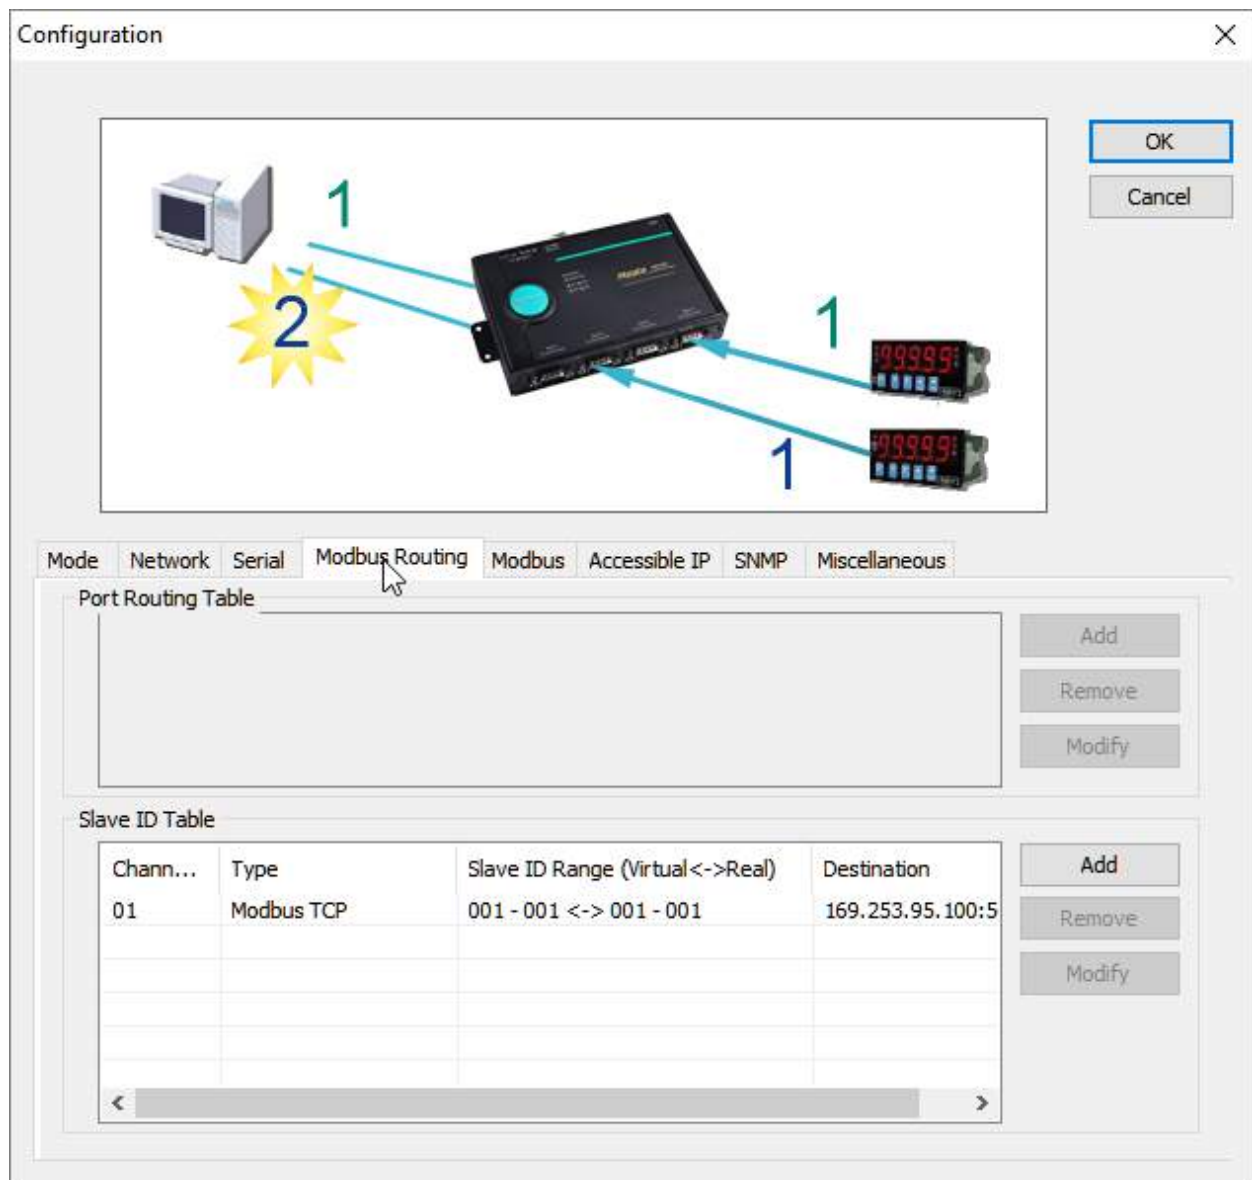 Configuration
OK
Cancel
1
2
1
1
99999
99999
Mode Network Serial Modbus Routing Modbus Accessible IP SNMP Miscellaneous
Port Routing Table
Add
Remove
Modify
Slave ID Table
Chann... Type Slave ID Range (Virtual<->Real) Destination
01 Modbus TCP 001 - 001 <-> 001 - 001 169.253.95.100:5
Add
Remove
Modify